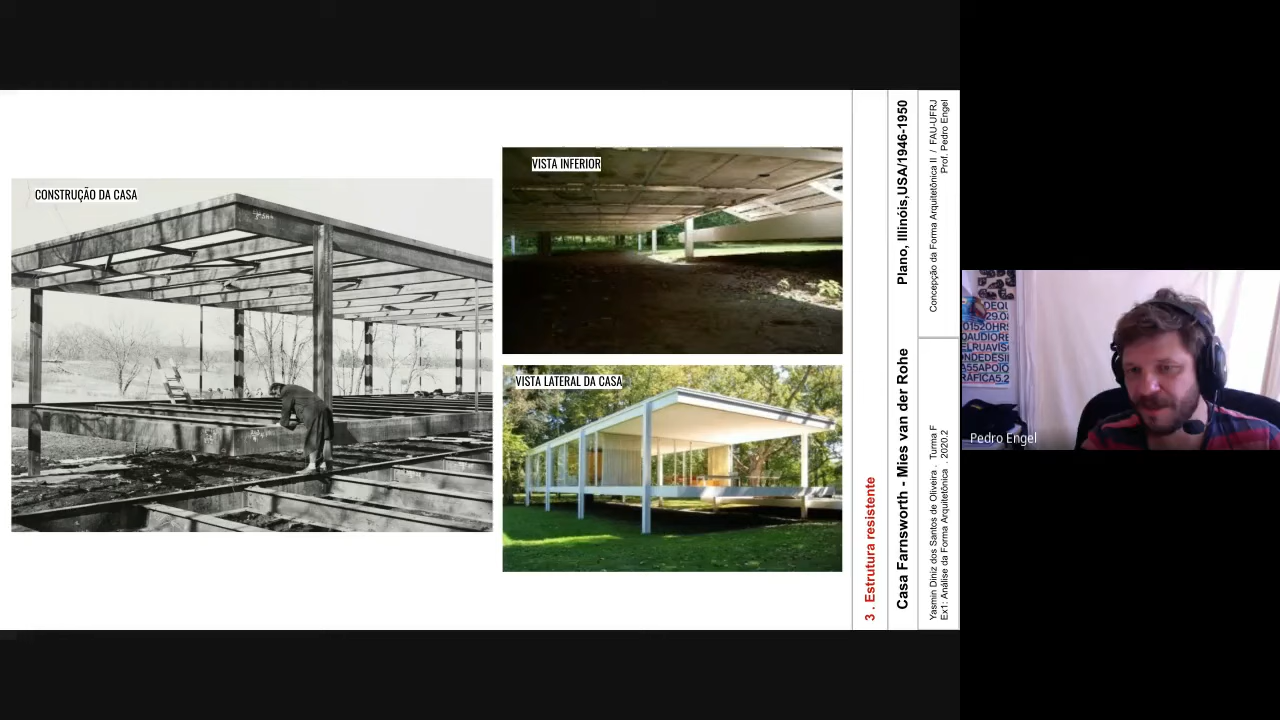 CONSTRUÇÃO DA CASA
VISTA INFERIOR
VISTA LATERAL DA CASA
3 . Estrutura resistente
Casa Farnsworth - Mies van der Rohe
Plano, Illinóis,USA/1946-1950
Yasmin Diniz dos Santos de Oliveira . Turma F
Ex1: Análise da Forma Arquitetônica . 2020.2
Concepção da Forma Arquitetônica II / FAU-UFRJ
Prof. Pedro Engel
Pedro Engel